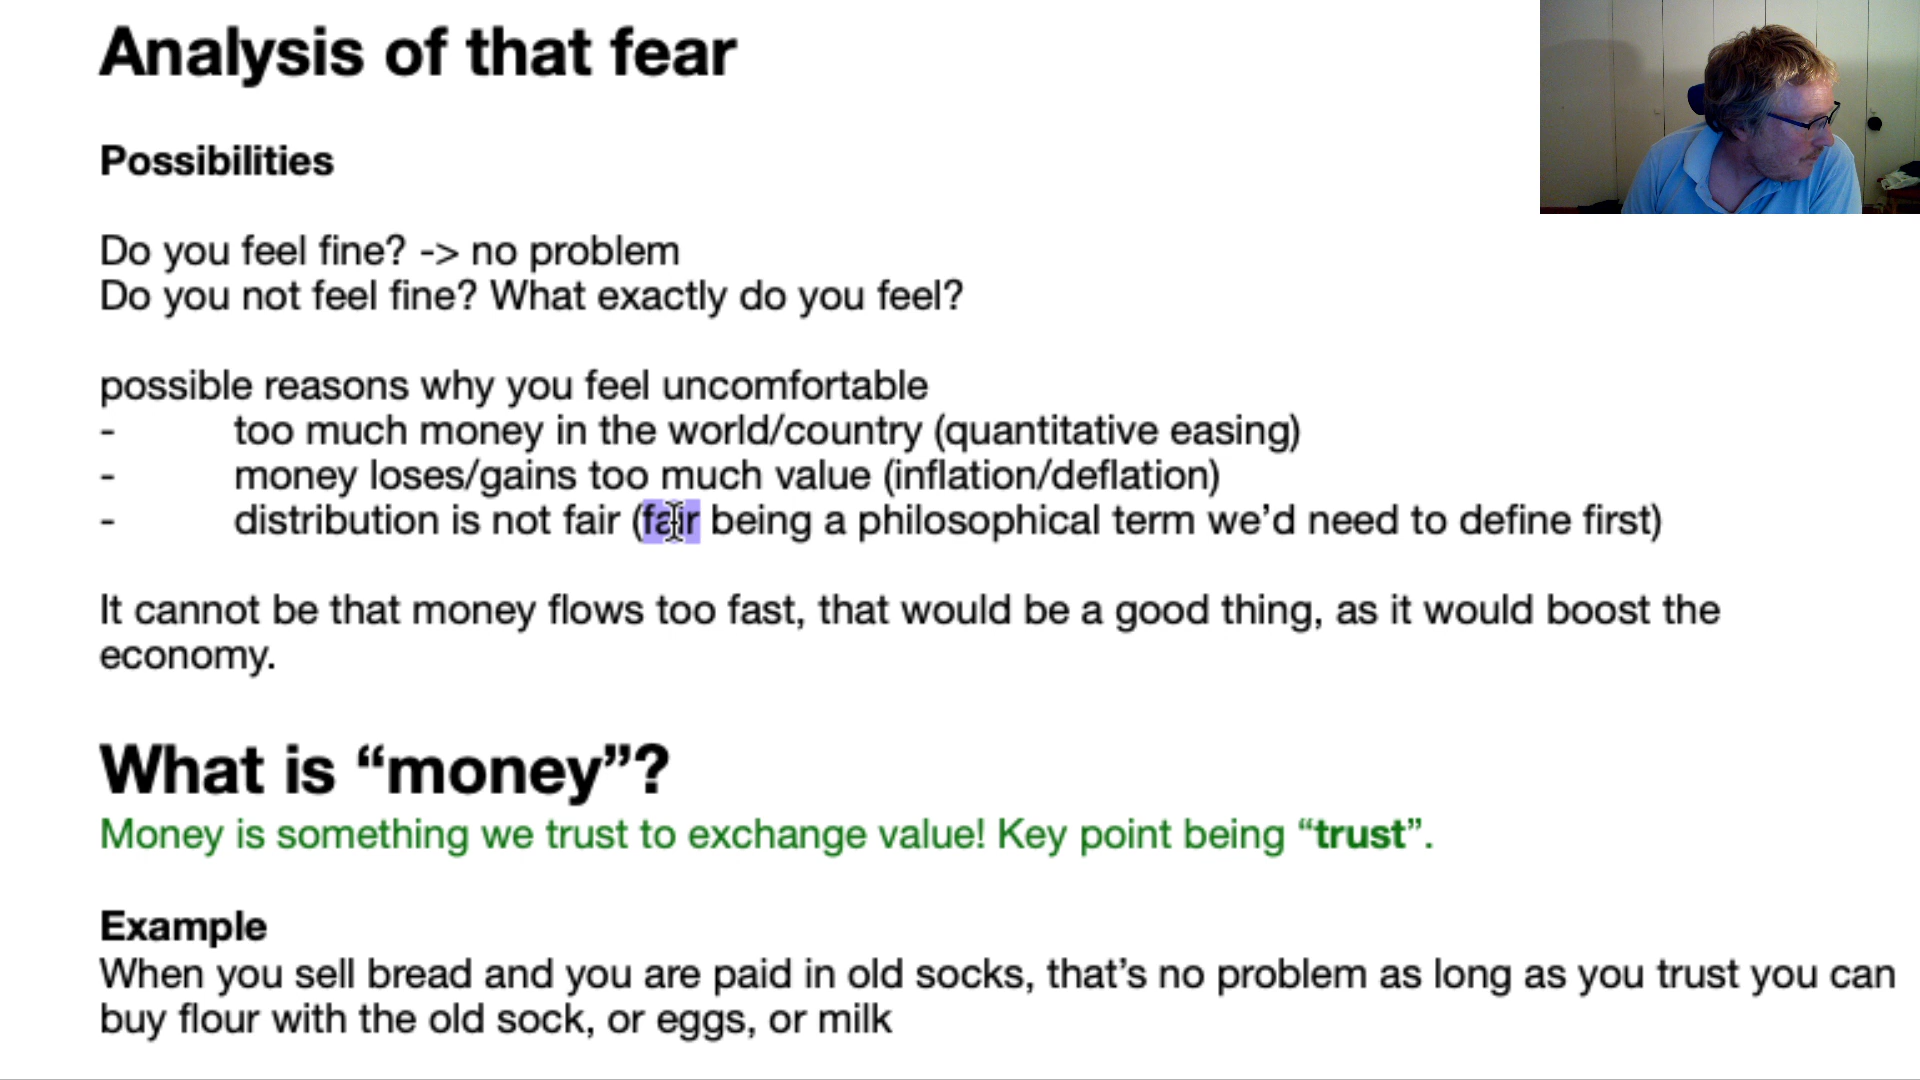 Analysis of that fear
Possibilities
Do you feel fine? -> no problem
Do you not feel fine? What exactly do you feel?
possible reasons why you feel uncomfortable
- too much money in the world/country (quantitative easing)
- money loses/gains too much value (inflation/deflation)
- distribution is not fair (fair being a philosophical term we’d need to define first)
It cannot be that money flows too fast, that would be a good thing, as it would boost the
economy.
What is “money”?
Money is something we trust to exchange value! Key point being “trust”.
Example
When you sell bread and you are paid in old socks, that’s no problem as long as you trust you can
buy flour with the old sock, or eggs, or milk